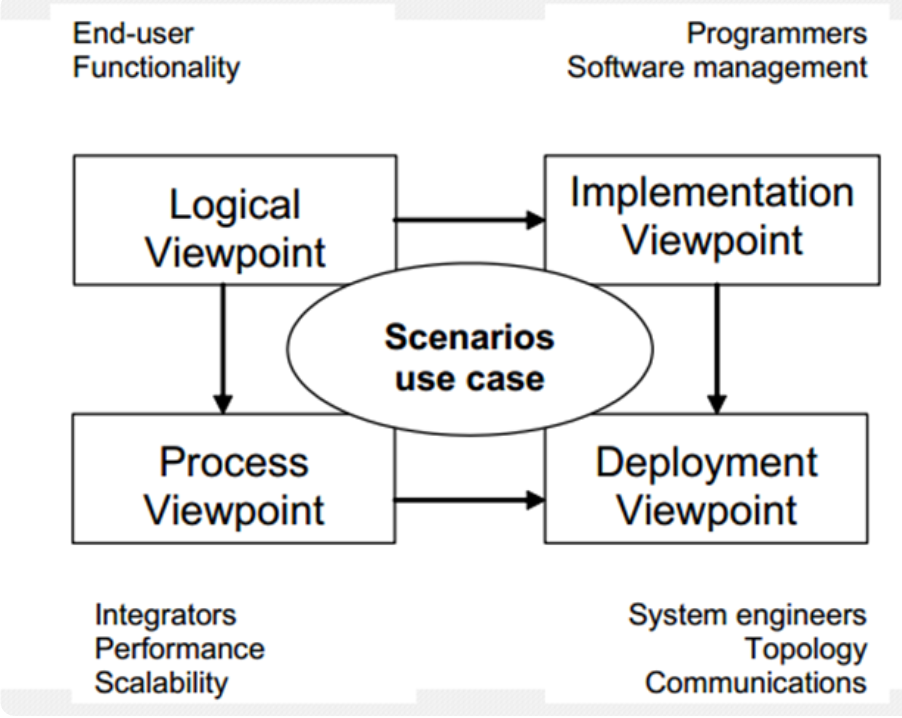 End-user
Functionality
Programmers
Software management
Logical
Viewpoint
Implementation
Viewpoint
Scenarios
use case
Process
Viewpoint
Deployment
Viewpoint
Integrators
Performance
Scalability
System engineers
Topology
Communications